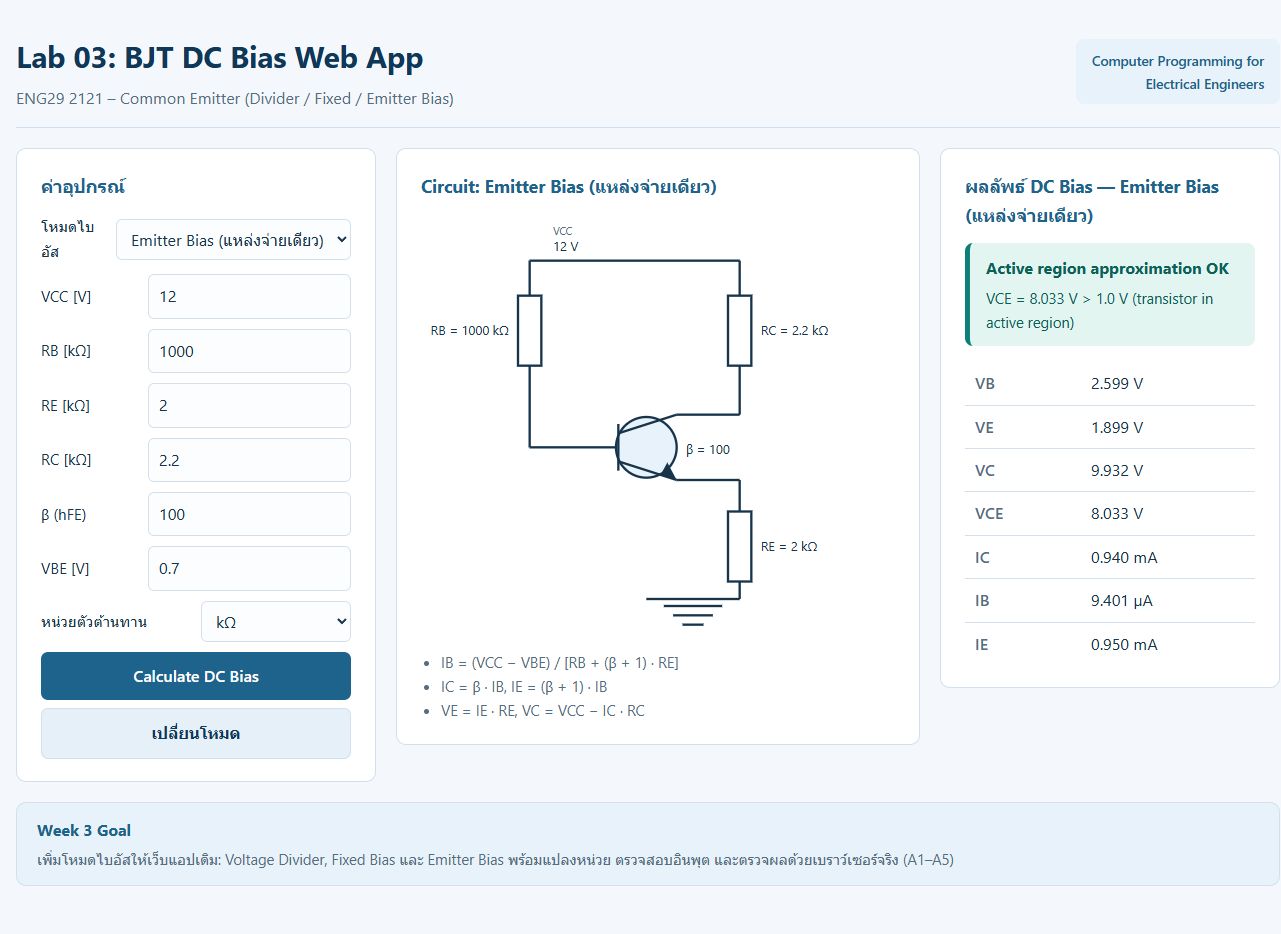 Lab 03: BJT DC Bias Web App
ENG29 2121 – Common Emitter (Divider / Fixed / Emitter Bias)
Computer Programming for
Electrical Engineers
ค่าอุปกรณ์
โหมดไบ
อัส
Emitter Bias (แหล่งจ่ายเดียว)
VCC [V]
12
RB [kΩ]
1000
RE [kΩ]
2
RC [kΩ]
2.2
β (hFE)
100
VBE [V]
0.7
หน่วยตัวต้านทาน
kΩ
Calculate DC Bias
เปลี่ยนโหมด
Circuit: Emitter Bias (แหล่งจ่ายเดียว)
VCC
12 V
RB = 1000 kΩ
RC = 2.2 kΩ
β = 100
RE = 2 kΩ
• IB = (VCC − VBE) / [RB + (β + 1) · RE]
• IC = β · IB, IE = (β + 1) · IB
• VE = IE · RE, VC = VCC − IC · RC
ผลลัพธ์ DC Bias — Emitter Bias
(แหล่งจ่ายเดียว)
Active region approximation OK
VCE = 8.033 V > 1.0 V (transistor in
active region)
VB 2.599 V
VE 1.899 V
VC 9.932 V
VCE 8.033 V
IC 0.940 mA
IB 9.401 µA
IE 0.950 mA
Week 3 Goal
เพิ่มโหมดไบอัสให้เว็บแอปเดิม: Voltage Divider, Fixed Bias และ Emitter Bias พร้อมแปลงหน่วย ตรวจสอบอินพุต และตรวจผลด้วยเบราว์เซอร์จริง (A1–A5)